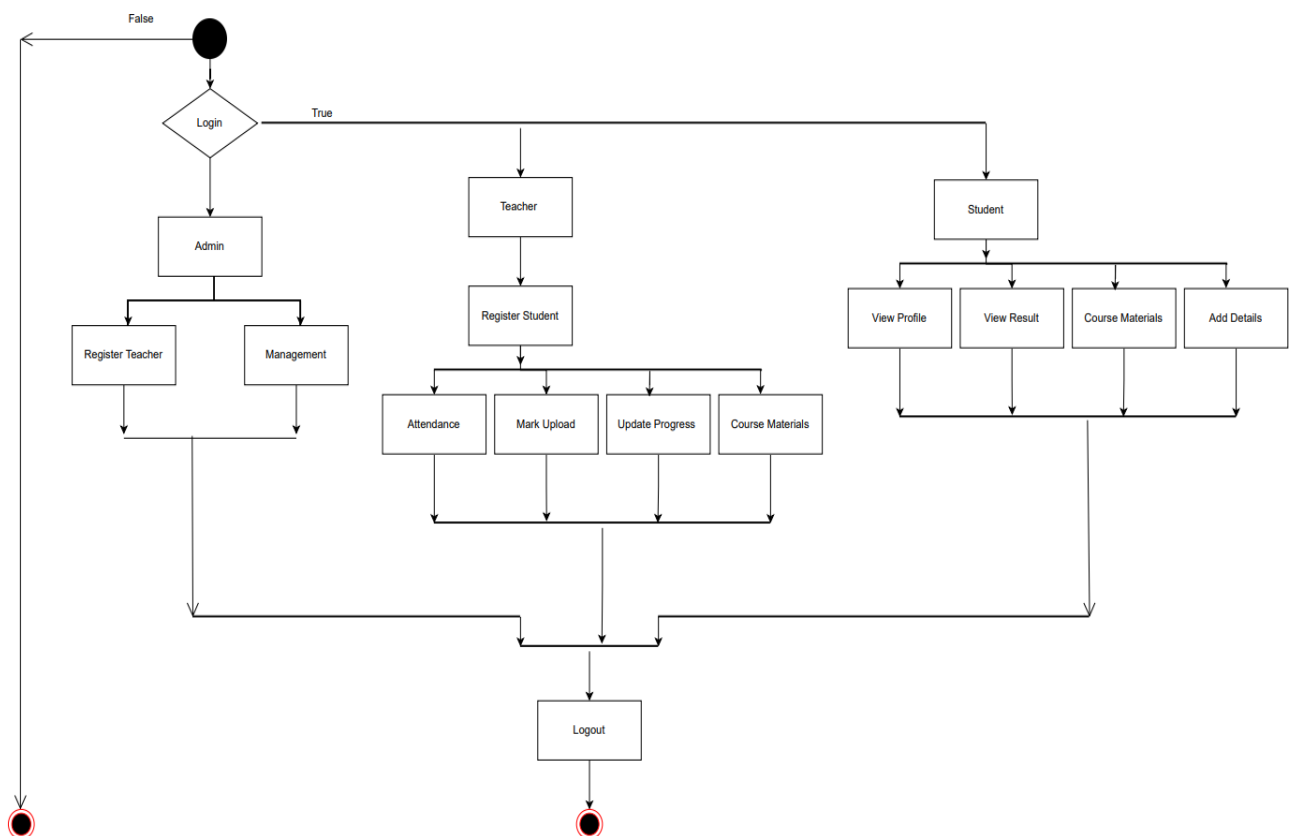 False
True
Login
Teacher
Student
Admin
Register Student
View Profile
View Result
Course Materials
Add Details
Register Teacher
Management
Attendance
Mark Upload
Update Progress
Course Materials
Logout